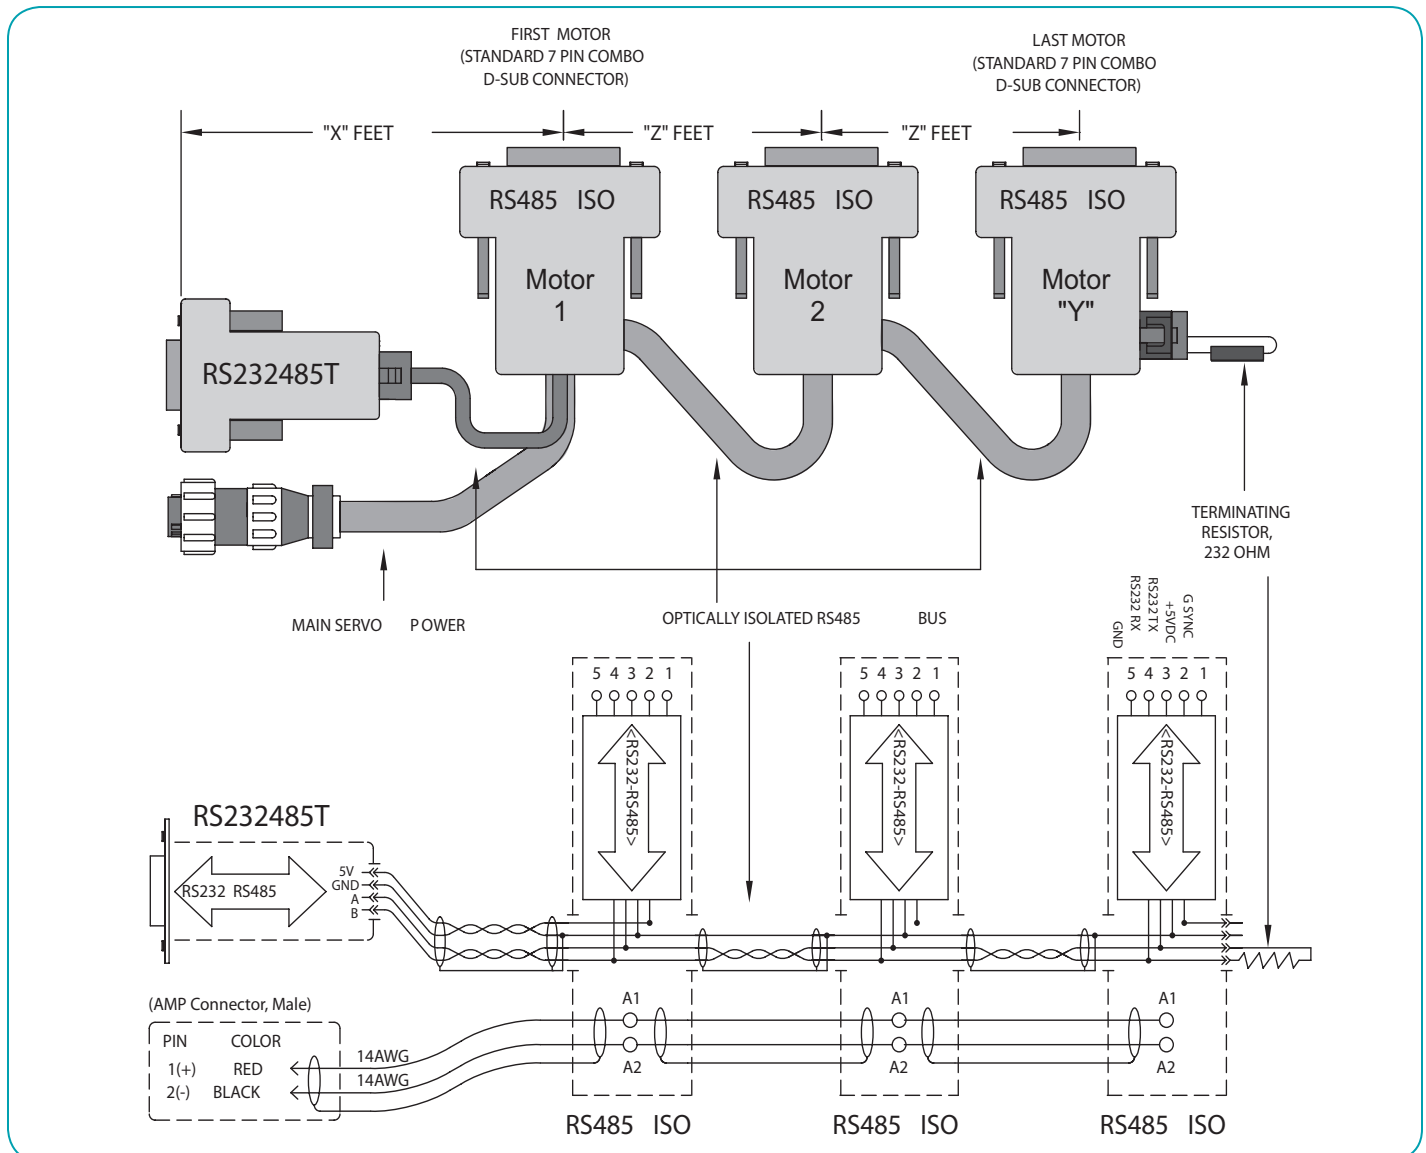 FIRST MOTOR
(STANDARD 7 PIN COMBO
D-SUB CONNECTOR)
LAST MOTOR
(STANDARD 7 PIN COMBO
D-SUB CONNECTOR)
"X" FEET
"Z" FEET
"Z" FEET
RS485 ISO
Motor
1
RS485 ISO
Motor
2
RS485 ISO
Motor
"Y"
RS232485T
TERMINATING
RESISTOR,
232 OHM
MAIN SERVO POWER
OPTICALLY ISOLATED RS485 BUS
GND
RS232 RX
RS232 TX
+5VDC
G SYNC
5 4 3 2 1
5 4 3 2 1
5 4 3 2 1
<RS232-RS485>
<RS232-RS485>
<RS232-RS485>
RS232485T
RS232 RS485
5V
GND
A
B
(AMP Connector, Male)
PIN COLOR
1(+) RED
2(-) BLACK
14AWG
14AWG
A1
A2
A1
A2
A1
A2
RS485 ISO
RS485 ISO
RS485 ISO